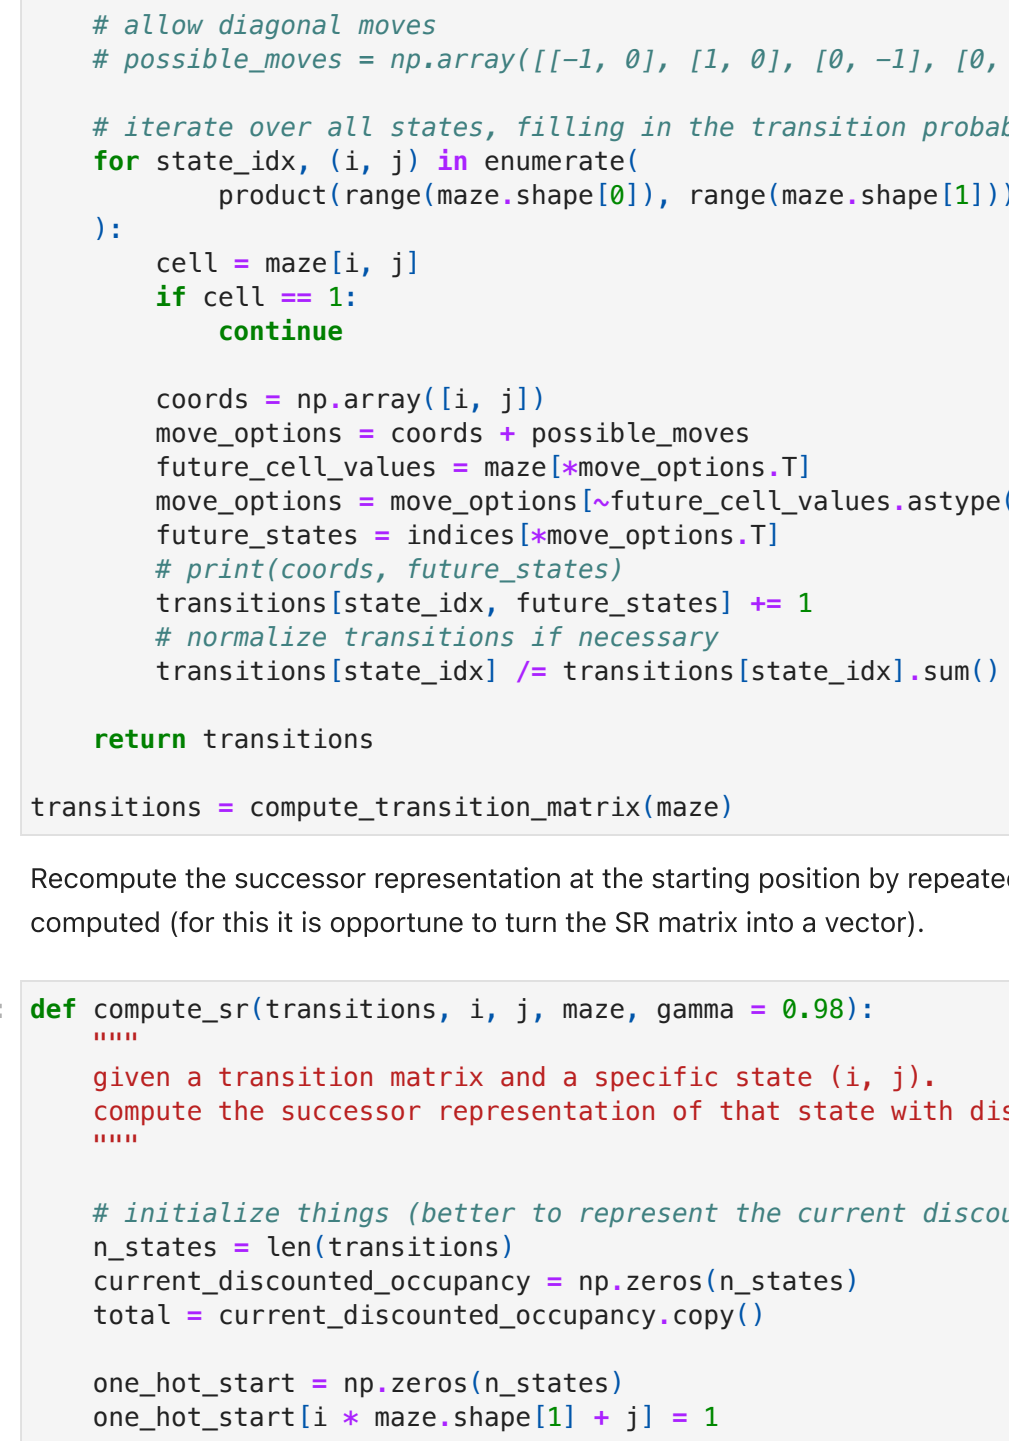 # allow diagonal moves
# possible_moves = np.array([[-1, 0], [1, 0], [0, -1], [0,
# iterate over all states, filling in the transition probab
for state_idx, (i, j) in enumerate(
product(range(maze.shape[0]), range(maze.shape[1]))
):
cell = maze[i, j]
if cell == 1:
continue
coords = np.array([i, j])
move_options = coords + possible_moves
future_cell_values = maze[*move_options.T]
move_options = move_options[~future_cell_values.astype(
future_states = indices[*move_options.T]
# print(coords, future_states)
transitions[state_idx, future_states] += 1
# normalize transitions if necessary
transitions[state_idx] /= transitions[state_idx].sum()
return transitions
transitions = compute_transition_matrix(maze)
Recompute the successor representation at the starting position by repeated
computed (for this it is opportune to turn the SR matrix into a vector).
def compute_sr(transitions, i, j, maze, gamma = 0.98):
"""
given a transition matrix and a specific state (i, j).
compute the successor representation of that state with dis
"""
# initialize things (better to represent the current discou
n_states = len(transitions)
current_discounted_occupancy = np.zeros(n_states)
total = current_discounted_occupancy.copy()
one_hot_start = np.zeros(n_states)
one_hot_start[i * maze.shape[1] + j] = 1